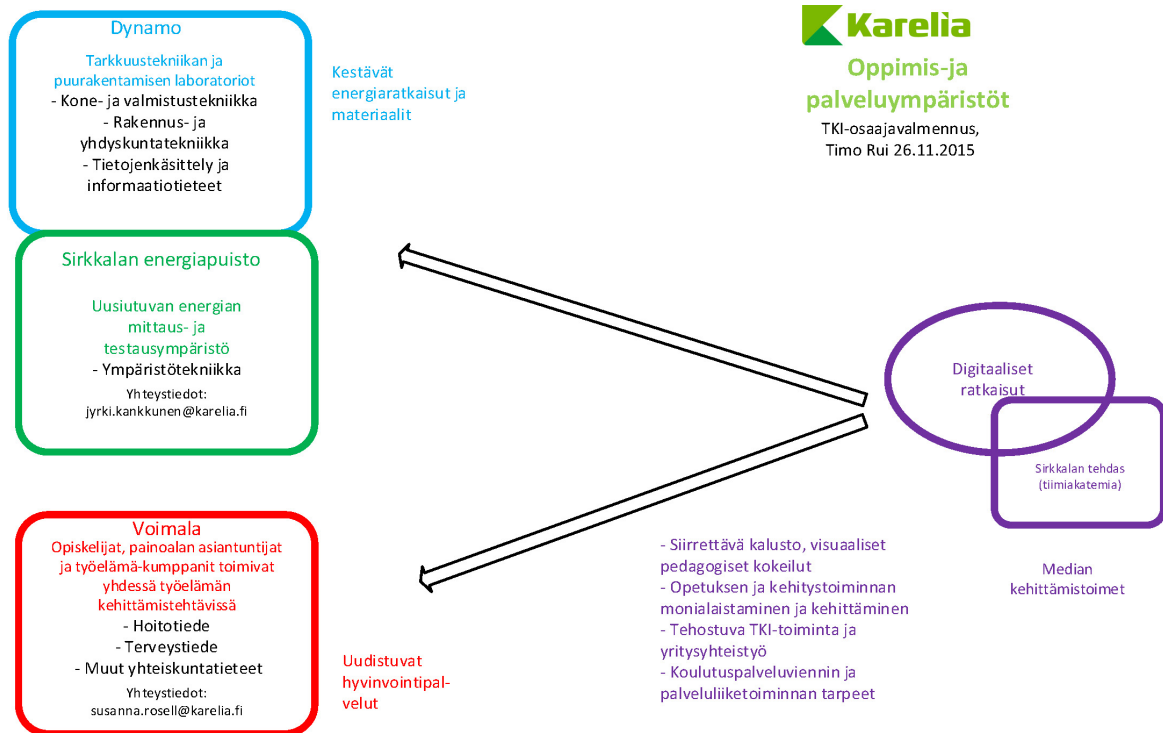 Dynamo
Tarkkuustekniikan ja
puurakentamisen laboratoriot
- Kone- ja valmistustekniikka
- Rakennus- ja
yhdyskuntatekniikka
- Tietojenkäsittely ja
informaatiotieteet
Kestävät
energiaratkaisut ja
materiaalit
Karelia
Oppimis-ja
palveluympäristöt
TKI-osaajavalmennus,
Timo Rui 26.11.2015
Sirkkalan energiapuisto
Uusiutuvan energian
mittaus- ja
testausympäristö
- Ympäristötekniikka
Yhteystiedot:
jyrki.kankkunen@karelia.fi
Digitaaliset
ratkaisut
Sirkkalan tehdas
(tiimiakatemia)
Voimala
Opiskelijat, painoalan asiantuntijat
ja työelämä-kumppanit toimivat
yhdessä työelämän
kehittämistehtävissä
- Hoitotiede
- Terveystiede
- Muut yhteiskuntatieteet
Yhteystiedot:
susanna.rosell@karelia.fi
Uudistuvat
hyvinvointipal-
velut
- Siirrettävä kalusto, visuaaliset
pedagogiset kokeilut
- Opetuksen ja kehitystoiminnan
monialaistaminen ja kehittäminen
- Tehostuva TKI-toiminta ja
yritysyhteistyö
- Koulutuspalveluviennin ja
palveluliiketoiminnan tarpeet
Median
kehittämistoimet